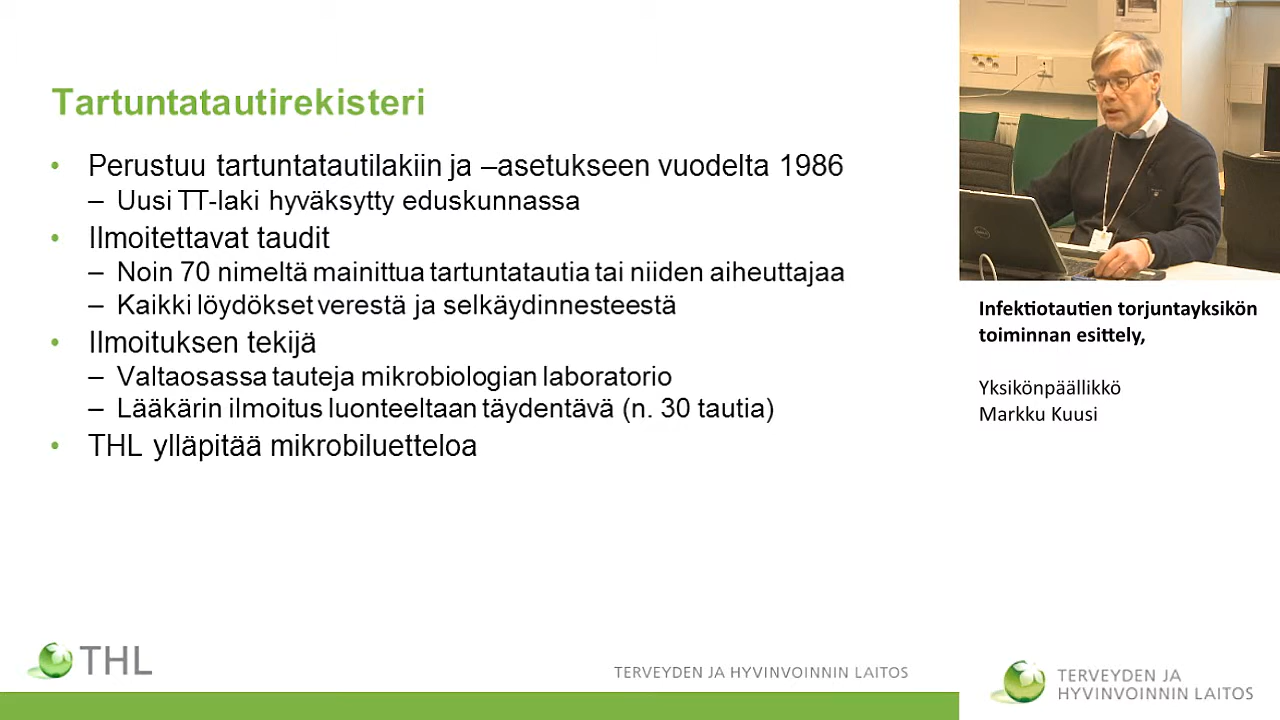 Tartuntatautirekisteri
• Perustuu tartuntatautilakiin ja –asetukseen vuodelta 1986
– Uusi TT-laki hyväksytty eduskunnassa
• Ilmoitettavat taudit
– Noin 70 nimeltä mainittua tartuntatautia tai niiden aiheuttajaa
– Kaikki löydökset verestä ja selkäydinnesteestä
• Ilmoituksen tekijä
– Valtaosassa tauteja mikrobiologian laboratorio
– Lääkärin ilmoitus luonteeltaan täydentävä (n. 30 tautia)
• THL ylläpitää mikrobiluetteloa
Infektiotautien torjuntayksikön
toiminnan esittely,
Yksikönpäällikkö
Markku Kuusi
THL
TERVEYDEN JA HYVINVOINNIN LAITOS
TERVEYDEN JA
HYVINVOINNIN LAITOS